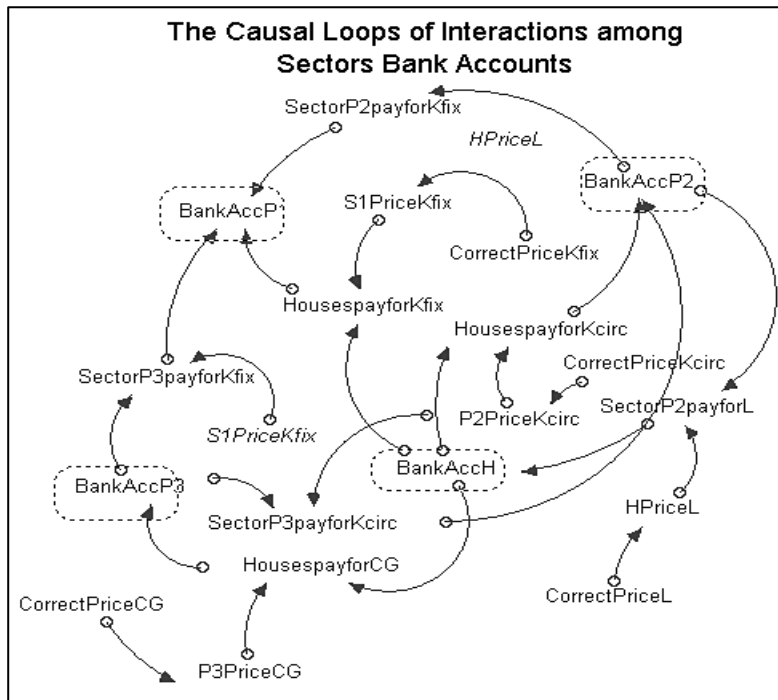 The Causal Loops of Interactions among
Sectors Bank Accounts
SectorP2payforKfix
HPriceL
BankAccP2
BankAccP
S1PriceKfix
CorrectPriceKfix
HousespayforKfix
HousespayforKcirc
SectorP3payforKfix
CorrectPriceKcirc
P2PriceKcirc
SectorP2payforL
S1PriceKfix
BankAccH
BankAccP3
HPriceL
SectorP3payforKcirc
HousespayforCG
CorrectPriceL
CorrectPriceCG
P3PriceCG